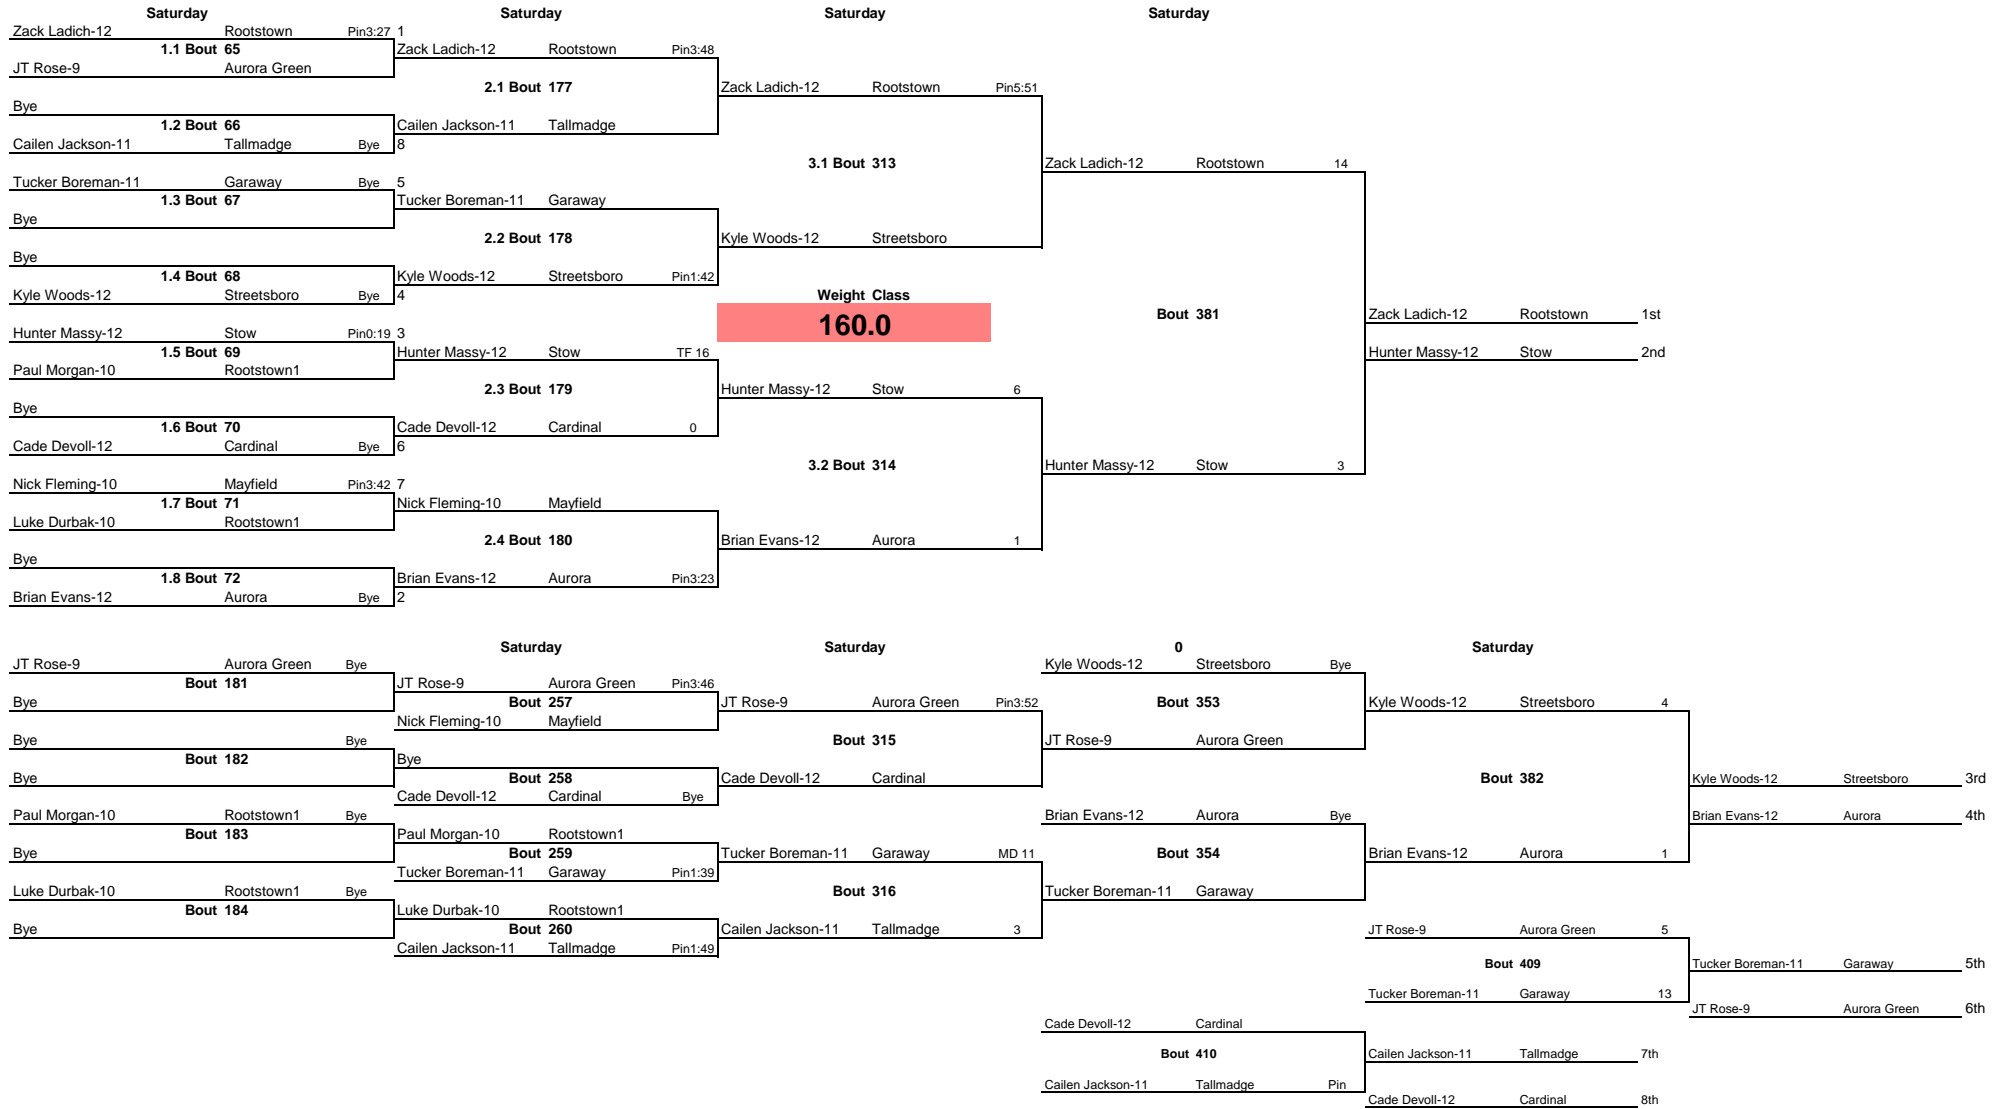 Saturday Saturday Saturday Saturday
Zack Ladich-12 Rootstown Pin3:27 1
1.1 Bout 65 Zack Ladich-12 Rootstown Pin3:48
JT Rose-9 Aurora Green
2.1 Bout 177 Zack Ladich-12 Rootstown Pin5:51
Bye
1.2 Bout 66 Cailen Jackson-11 Tallmadge
Cailen Jackson-11 Tallmadge Bye 8
3.1 Bout 313 Zack Ladich-12 Rootstown 14
Tucker Boreman-11 Garaway Bye 5
1.3 Bout 67 Tucker Boreman-11 Garaway
Bye
2.2 Bout 178 Kyle Woods-12 Streetsboro
Bye
1.4 Bout 68 Kyle Woods-12 Streetsboro Pin1:42
Kyle Woods-12 Streetsboro Bye 4 Weight Class
160.0 Bout 381 Zack Ladich-12 Rootstown 1st
Hunter Massy-12 Stow Pin0:19 3
1.5 Bout 69 Hunter Massy-12 Stow TF 16 Hunter Massy-12 Stow 2nd
Paul Morgan-10 Rootstown1
2.3 Bout 179 Hunter Massy-12 Stow 6
Bye
1.6 Bout 70 Cade Devoll-12 Cardinal 0
Cade Devoll-12 Cardinal Bye 6
3.2 Bout 314 Hunter Massy-12 Stow 3
Nick Fleming-10 Mayfield Pin3:42 7
1.7 Bout 71 Nick Fleming-10 Mayfield
Luke Durbak-10 Rootstown1
2.4 Bout 180 Brian Evans-12 Aurora 1
Bye
1.8 Bout 72 Brian Evans-12 Aurora Pin3:23
Brian Evans-12 Aurora Bye 2
Saturday Saturday 0 Saturday
JT Rose-9 Aurora Green Bye Kyle Woods-12 Streetsboro Bye
Bout 181 JT Rose-9 Aurora Green Pin3:46
Bye Bout 257 JT Rose-9 Aurora Green Pin3:52 Bout 353 Kyle Woods-12 Streetsboro 4
Nick Fleming-10 Mayfield
Bye Bye Bout 315 JT Rose-9 Aurora Green
Bout 182 Bye
Bye Bout 258 Cade Devoll-12 Cardinal Bout 382 Kyle Woods-12 Streetsboro 3rd
Cade Devoll-12 Cardinal Bye
Paul Morgan-10 Rootstown1 Bye Brian Evans-12 Aurora Bye Brian Evans-12 Aurora 4th
Bout 183 Paul Morgan-10 Rootstown1
Bye Bout 259 Tucker Boreman-11 Garaway MD 11 Bout 354 Brian Evans-12 Aurora 1
Tucker Boreman-11 Garaway Pin1:39
Luke Durbak-10 Rootstown1 Bye Bout 316 Tucker Boreman-11 Garaway
Bout 184 Luke Durbak-10 Rootstown1
Bye Bout 260 Cailen Jackson-11 Tallmadge 3 JT Rose-9 Aurora Green 5
Cailen Jackson-11 Tallmadge Pin1:49
Bout 409 Tucker Boreman-11 Garaway 5th
Tucker Boreman-11 Garaway 13
JT Rose-9 Aurora Green 6th
Cade Devoll-12 Cardinal
Bout 410 Cailen Jackson-11 Tallmadge 7th
Cailen Jackson-11 Tallmadge Pin
Cade Devoll-12 Cardinal 8th